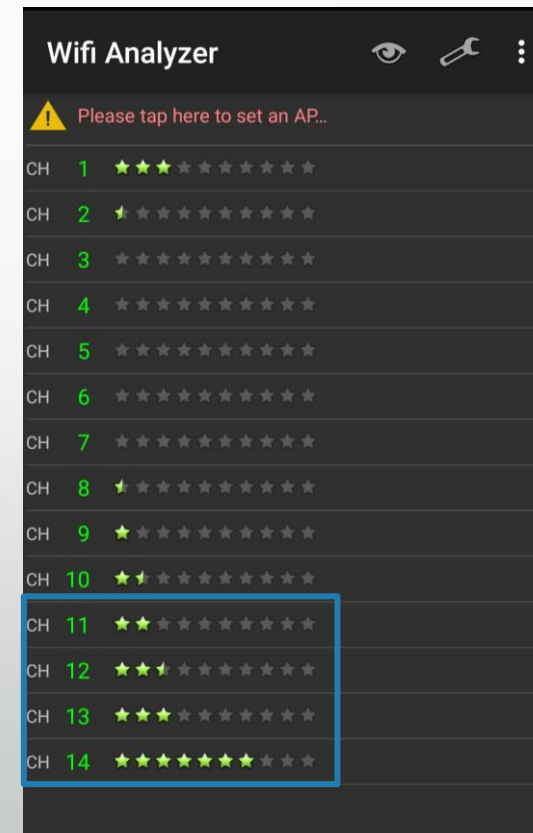 Wifi Analyzer
Please tap here to set an AP...
CH 1
CH 2
CH 3
CH 4
CH 5
CH 6
CH 7
CH 8
CH 9
CH 10
CH 11
CH 12
CH 13
CH 14